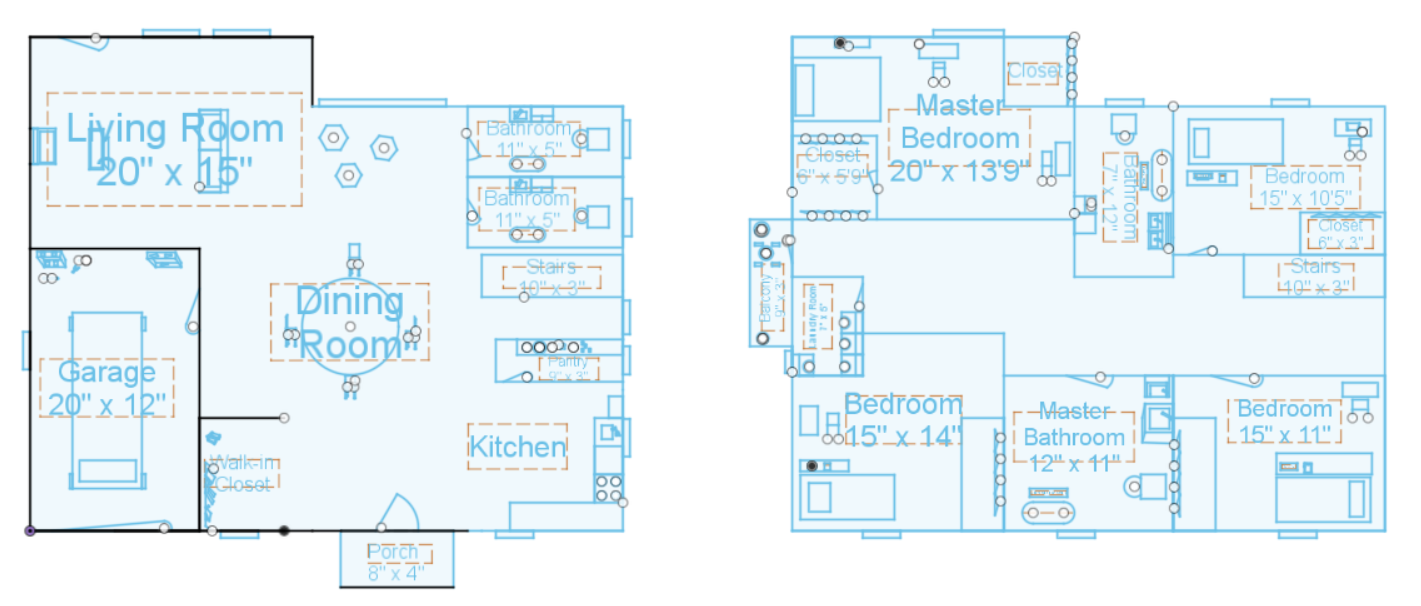 Living Room
20" x 15"
Bathroom
11" x 5"
Bathroom
11" x 5"
Stairs
10" x 3"
Dining
Room
Pantry
9" x 3"
Garage
20" x 12"
Kitchen
Walk-in
Closet
Porch
8" x 4"
Closet
Master
Bedroom
20" x 13'9"
Closet
6" x 5'9"
Bathroom
7" x 12"
Bedroom
15" x 10'5"
Closet
6" x 3"
Stairs
10" x 3"
Balcony
9" x 3"
Laundry Room
7" x 5"
Bedroom
15" x 14"
Master
Bathroom
12" x 11"
Bedroom
15" x 11"